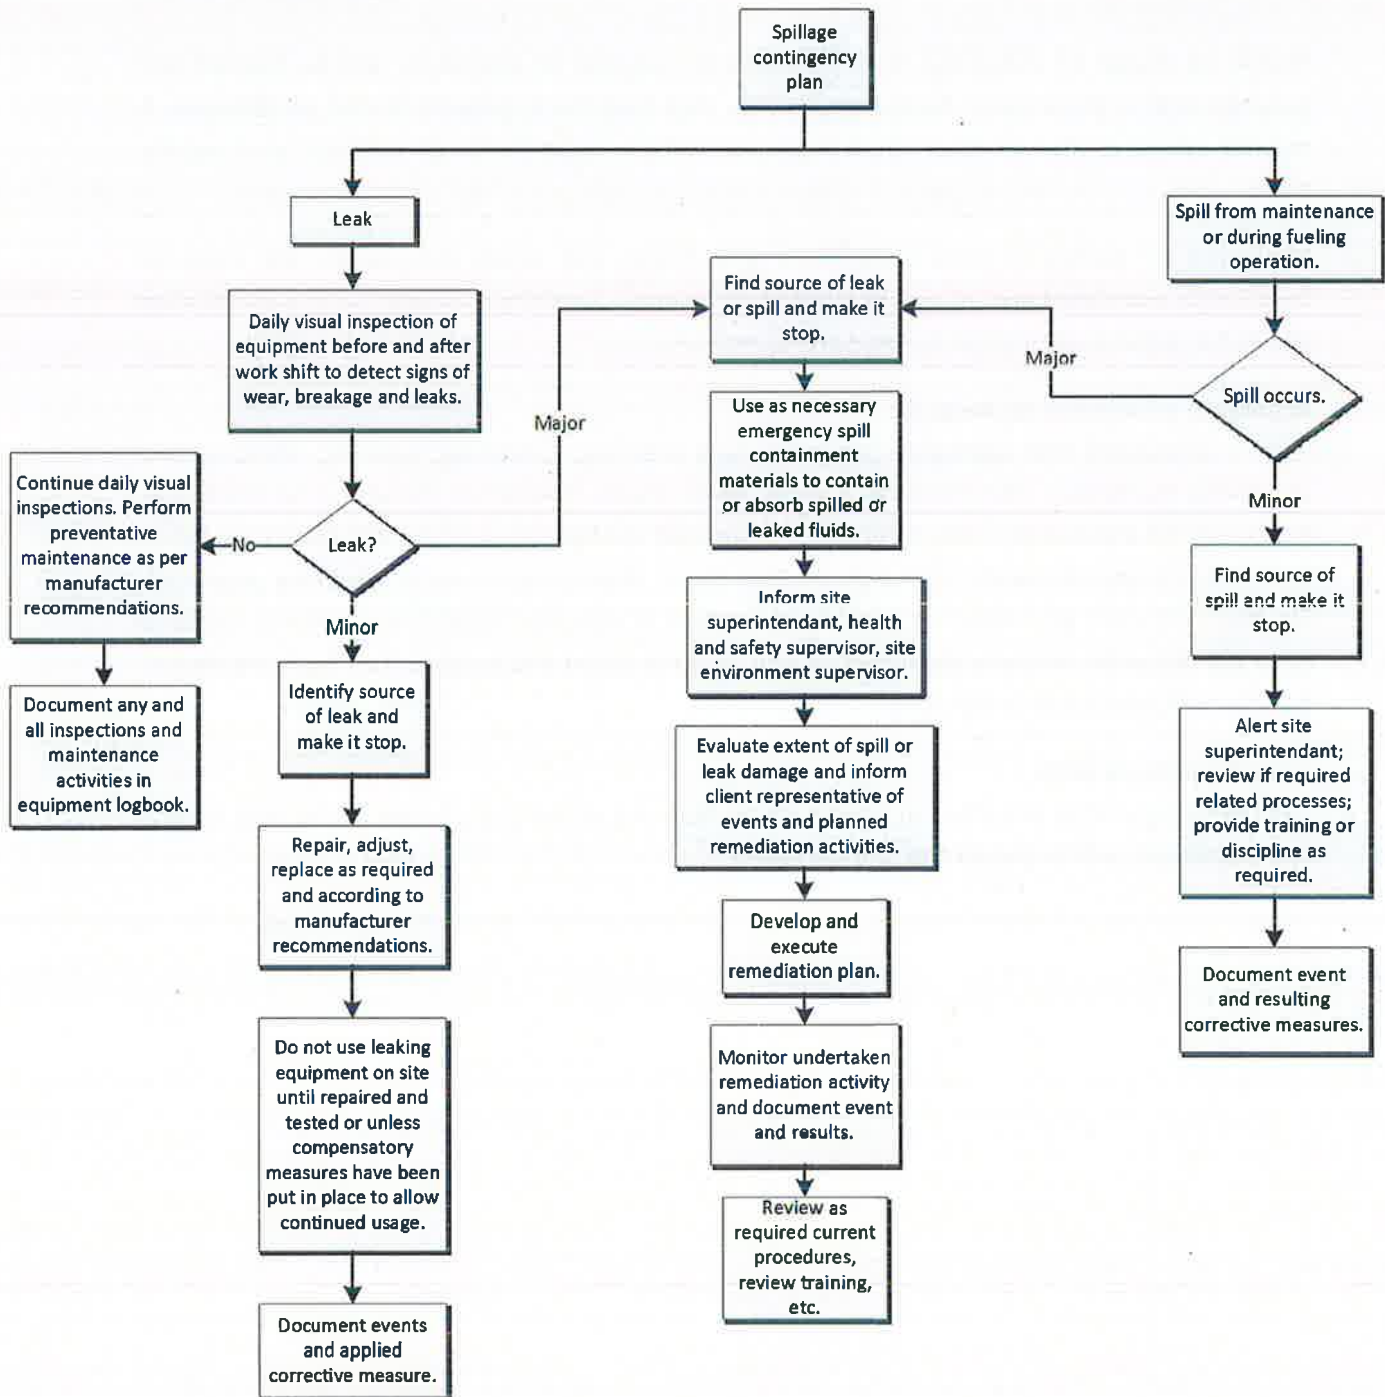 Spillage
contingency
plan
Leak
Daily visual inspection of
equipment before and after
work shift to detect signs of
wear, breakage and leaks.
Leak?
No
Continue daily visual
inspections. Perform
preventative
maintenance as per
manufacturer
recommendations.
Document any and
all inspections and
maintenance
activities in
equipment logbook.
Minor
Identify source
of leak and
make it stop.
Repair, adjust,
replace as required
and according to
manufacturer
recommendations.
Do not use leaking
equipment on site
until repaired and
tested or unless
compensatory
measures have been
put in place to allow
continued usage.
Document events
and applied
corrective measure.
Major
Find source of leak
or spill and make it
stop.
Use as necessary
emergency spill
containment
materials to contain
or absorb spilled or
leaked fluids.
Inform site
superintendant, health
and safety supervisor, site
environment supervisor.
Evaluate extent of spill or
leak damage and inform
client representative of
events and planned
remediation activities.
Develop and
execute
remediation plan.
Monitor undertaken
remediation activity
and document event
and results.
Review as
required current
procedures,
review training,
etc.
Spill from maintenance
or during fueling
operation.
Spill occurs.
Major
Minor
Find source of
spill and make it
stop.
Alert site
superintendant;
review if required
related processes;
provide training or
discipline as
required.
Document event
and resulting
corrective measures.